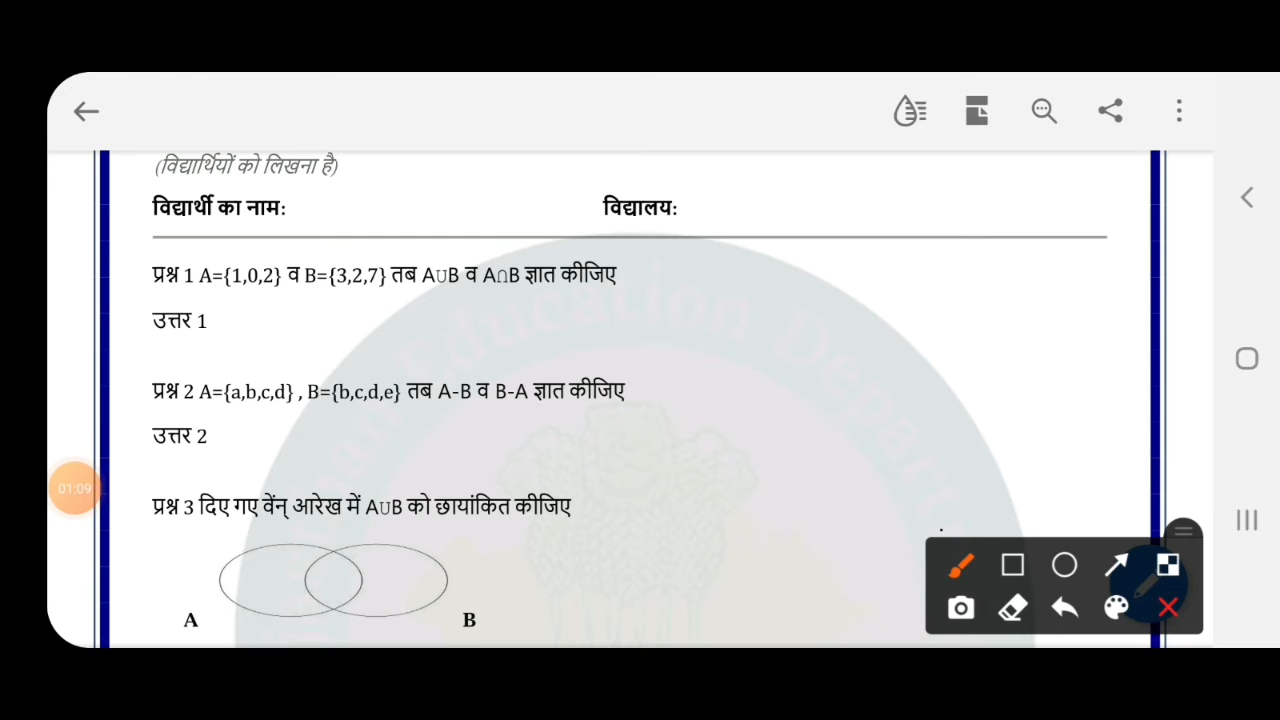 (विद्यार्थियों को लिखना है)
विद्यार्थी का नाम: विद्यालय:
प्रश्न 1 A={1,0,2} व B={3,2,7} तब A∪B व A∩B ज्ञात कीजिए
उत्तर 1
प्रश्न 2 A={a,b,c,d} , B={b,c,d,e} तब A-B व B-A ज्ञात कीजिए
उत्तर 2
01:09
प्रश्न 3 दिए गए वेंन् आरेख में A∪B को छायांकित कीजिए
A B